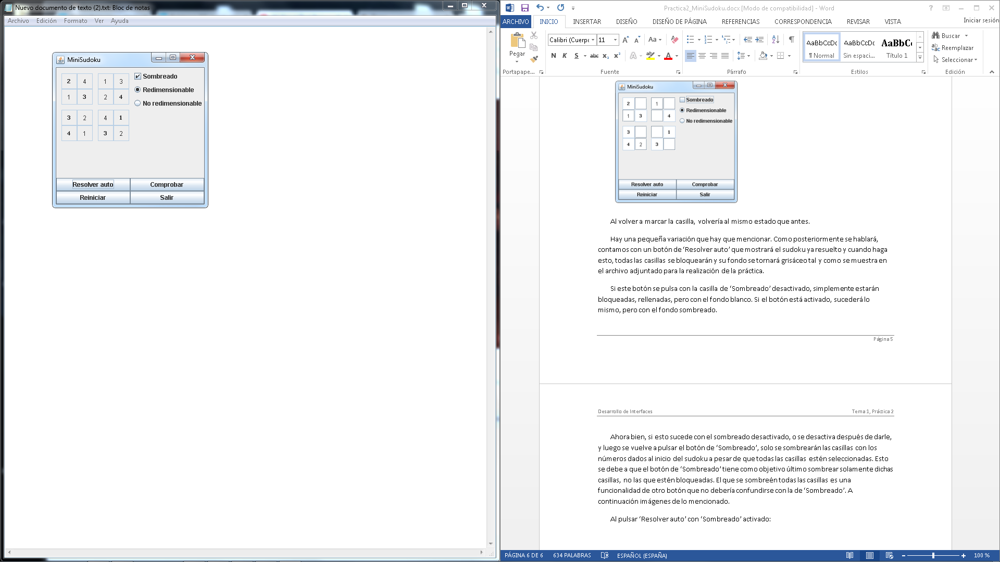 Nuevo documento de texto (2).txt: Bloc de notas
Archivo Edición Formato Ver Ayuda
MiniSudoku
2 4 1 3
1 3 2 4
3 2 4 1
4 1 3 2
Sombreado
Redimensionable
No redimensionable
Resolver auto Comprobar
Reiniciar Salir
Practica2_MiniSudoku.docx [Modo de compatibilidad] - Word
ARCHIVO INICIO INSERTAR DISEÑO DISEÑO DE PÁGINA REFERENCIAS CORRESPONDENCIA REVISAR VISTA Iniciar sesión
Pegar
Calibri (Cuerpo 11
N K S abc x₂ x²
AaBbCcDc AaBbCcDc AaBbCc
¶ Normal Sin espaci... Título 1
Buscar
Reemplazar
Seleccionar
Portapape... Fuente Párrafo Estilos Edición
MiniSudoku
2 1
1 3 4
3 1
4 2 3
Sombreado
Redimensionable
No redimensionable
Resolver auto Comprobar
Reiniciar Salir
Al volver a marcar la casilla, volvería al mismo estado que antes.
Hay una pequeña variación que hay que mencionar. Como posteriormente se hablará,
contamos con un botón de ‘Resolver auto’ que mostrará el sudoku ya resuelto y cuando haga
esto, todas las casillas se bloquearán y su fondo se tornará grisáceo tal y como se muestra en
el archivo adjuntado para la realización de la práctica.
Si este botón se pulsa con la casilla de ‘Sombreado’ desactivado, simplemente estarán
bloqueadas, rellenadas, pero con el fondo blanco. Si el botón está activado, sucederá lo
mismo, pero con el fondo sombreado.
Página 5
Desarrollo de Interfaces Tema 1, Práctica 2
Ahora bien, si esto sucede con el sombreado desactivado, o se desactiva después de darle,
y luego se vuelve a pulsar el botón de ‘Sombreado’, solo se sombrearán las casillas con los
números dados al inicio del sudoku a pesar de que todas las casillas estén seleccionadas. Esto
se debe a que el botón de ‘Sombreado’ tiene como objetivo último sombrear solamente dichas
casillas, no las que estén bloqueadas. El que se sombreén todas las casillas es una
funcionalidad de otro botón que no debería confundirse con la de ‘Sombreado’. A
continuación imágenes de lo mencionado.
Al pulsar ‘Resolver auto’ con ‘Sombreado’ activado:
PÁGINA 6 DE 6 634 PALABRAS ESPAÑOL (ESPAÑA) 100 %